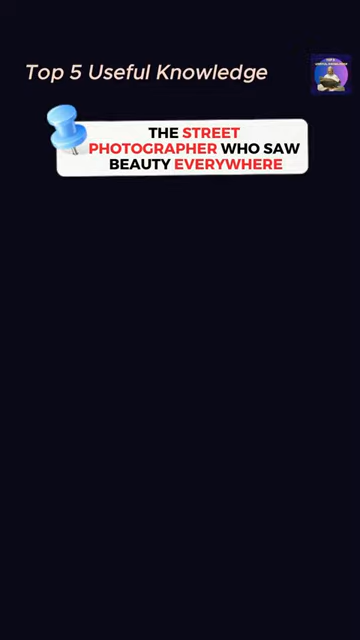 Top 5 Useful Knowledge
THE STREET
PHOTOGRAPHER WHO SAW
BEAUTY EVERYWHERE